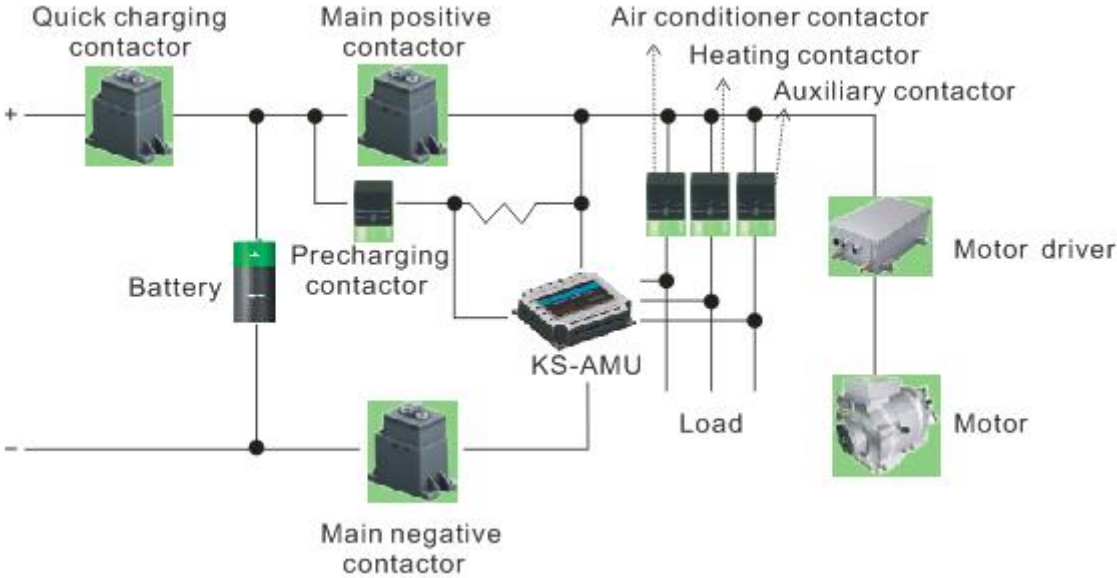 Quick charging
contactor
Main positive
contactor
Air conditioner contactor
Heating contactor
Auxiliary contactor
+
Precharging
contactor
Battery
Motor driver
KS-AMU
Load
Motor
−
Main negative
contactor